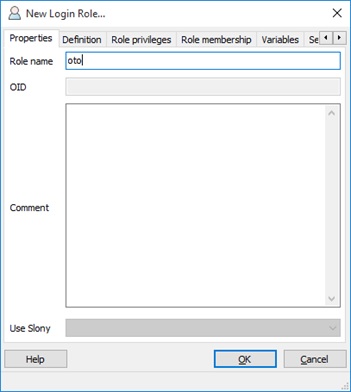 New Login Role...
Properties Definition Role privileges Role membership Variables Se
Role name oto
OID
Comment
Use Slony
Help OK Cancel